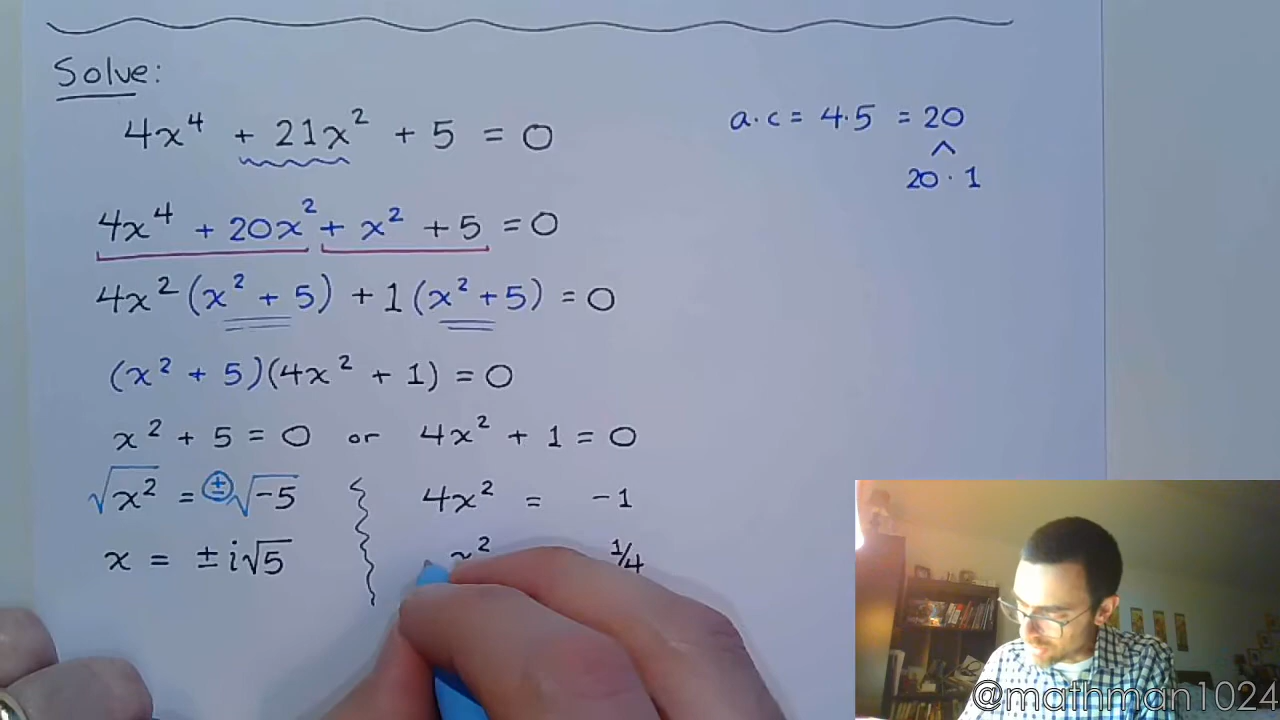 Solve:
4x⁴ + 21x² + 5 = 0
a·c = 4·5 = 20
20 · 1
4x⁴ + 20x² + x² + 5 = 0
4x²(x² + 5) + 1(x² + 5) = 0
(x² + 5)(4x² + 1) = 0
x² + 5 = 0 or 4x² + 1 = 0
√x² = ±√-5
4x² = -1
x = ±i√5
x² 1/4
@mathman1024